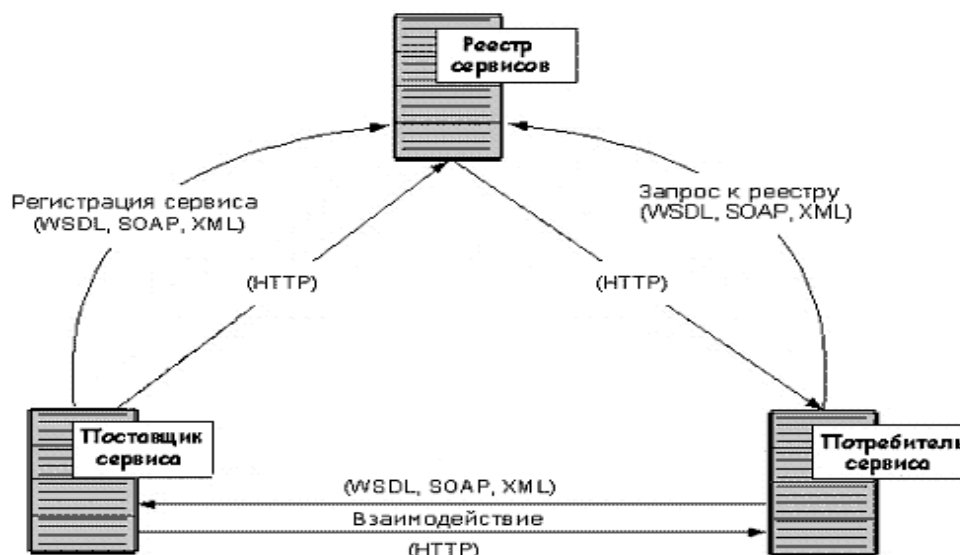 Реестр
сервисов
Регистрация сервиса
(WSDL, SOAP, XML)
Запрос к реестру
(WSDL, SOAP, XML)
(HTTP)
(HTTP)
Поставщик
сервиса
Потребитель
сервиса
(WSDL, SOAP, XML)
Взаимодействие
(HTTP)